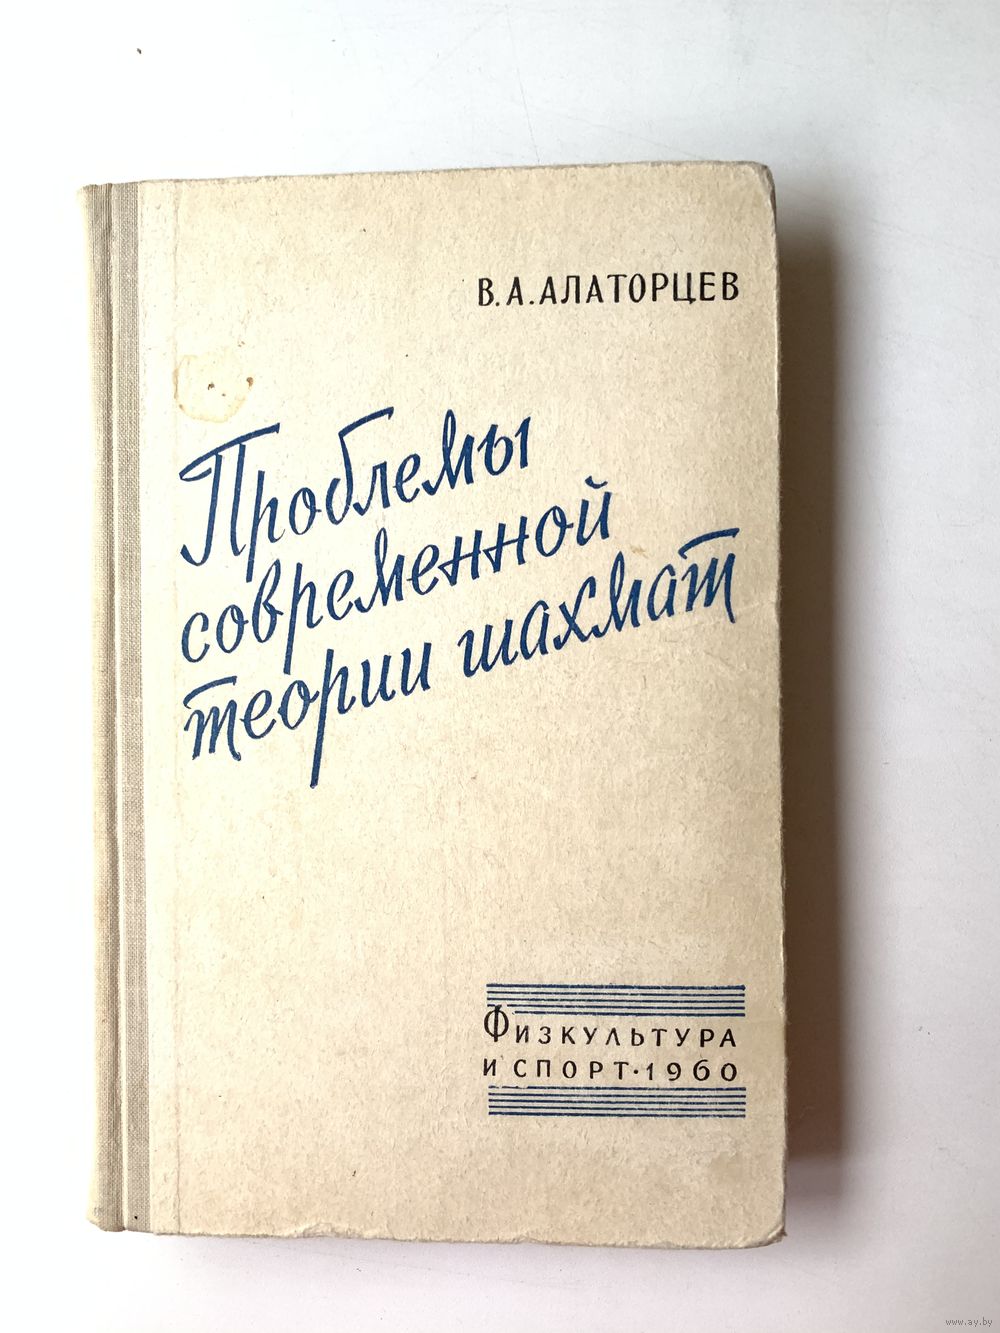 В. А. АЛАТОРЦЕВ
Проблемы
современной
теории шахмат
ФИЗКУЛЬТУРА
И СПОРТ·1960
www.ay.by